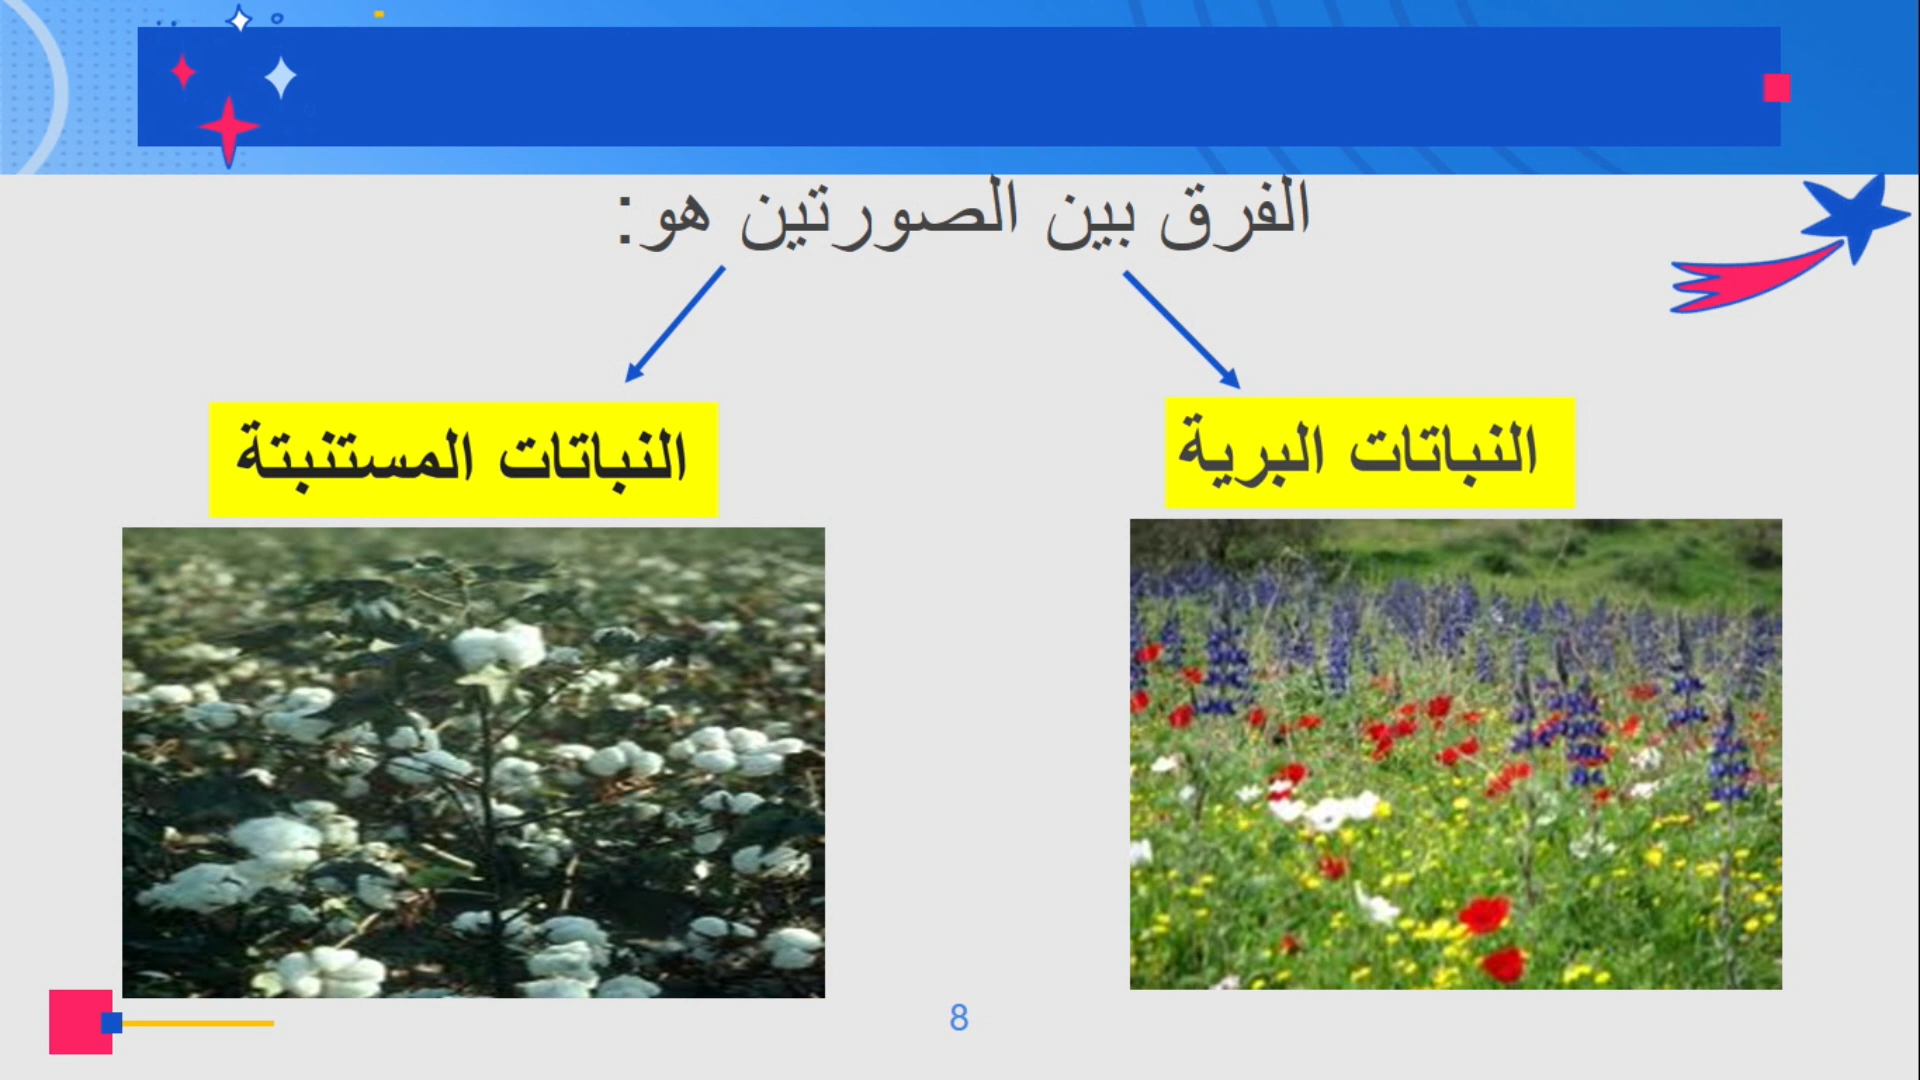 الفرق بين الصورتين هو:
النباتات البرية
النباتات المستنبتة
8